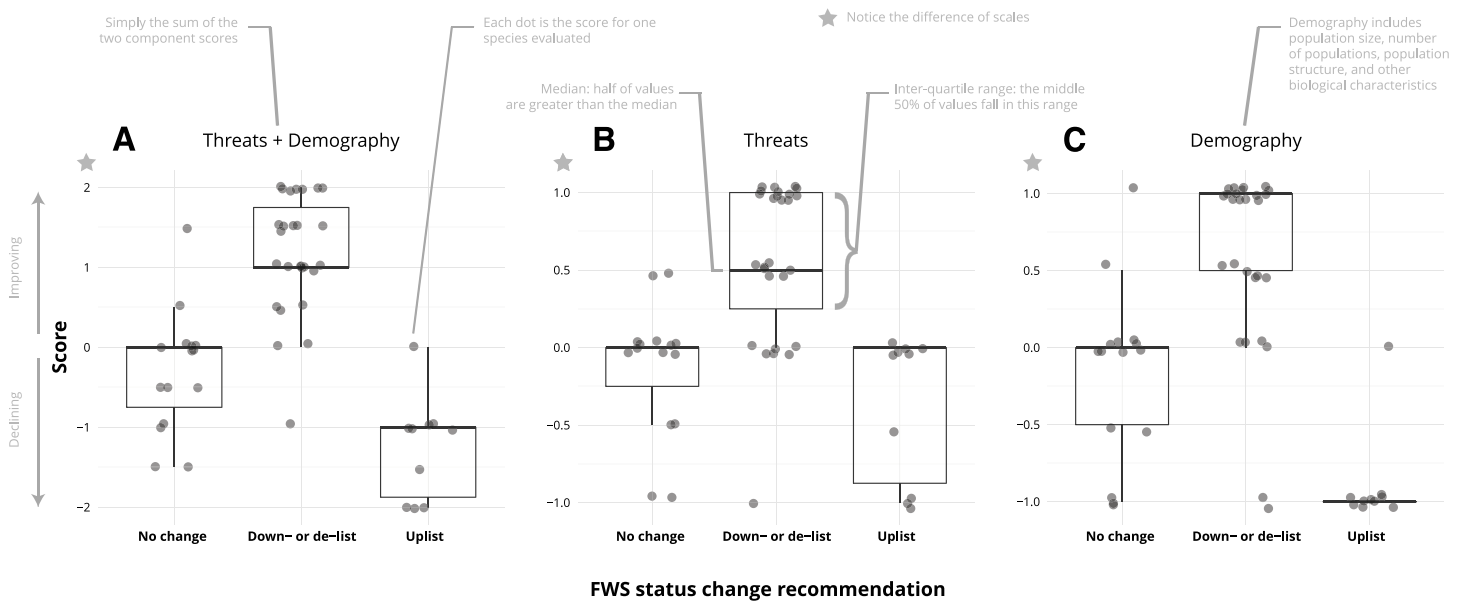 Simply the sum of the
two component scores
Each dot is the score for one
species evaluated
Notice the difference of scales
Demography includes
population size, number
of populations, population
structure, and other
biological characteristics
Median: half of values
are greater than the median
Inter-quartile range: the middle
50% of values fall in this range
A
Threats + Demography
B
Threats
C
Demography
Improving
Declining
Score
2
1
0
−1
−2
No change
Down− or de−list
Uplist
1.0
0.5
0.0
−0.5
−1.0
No change
Down− or de−list
Uplist
1.0
0.5
0.0
−0.5
−1.0
No change
Down− or de−list
Uplist
FWS status change recommendation